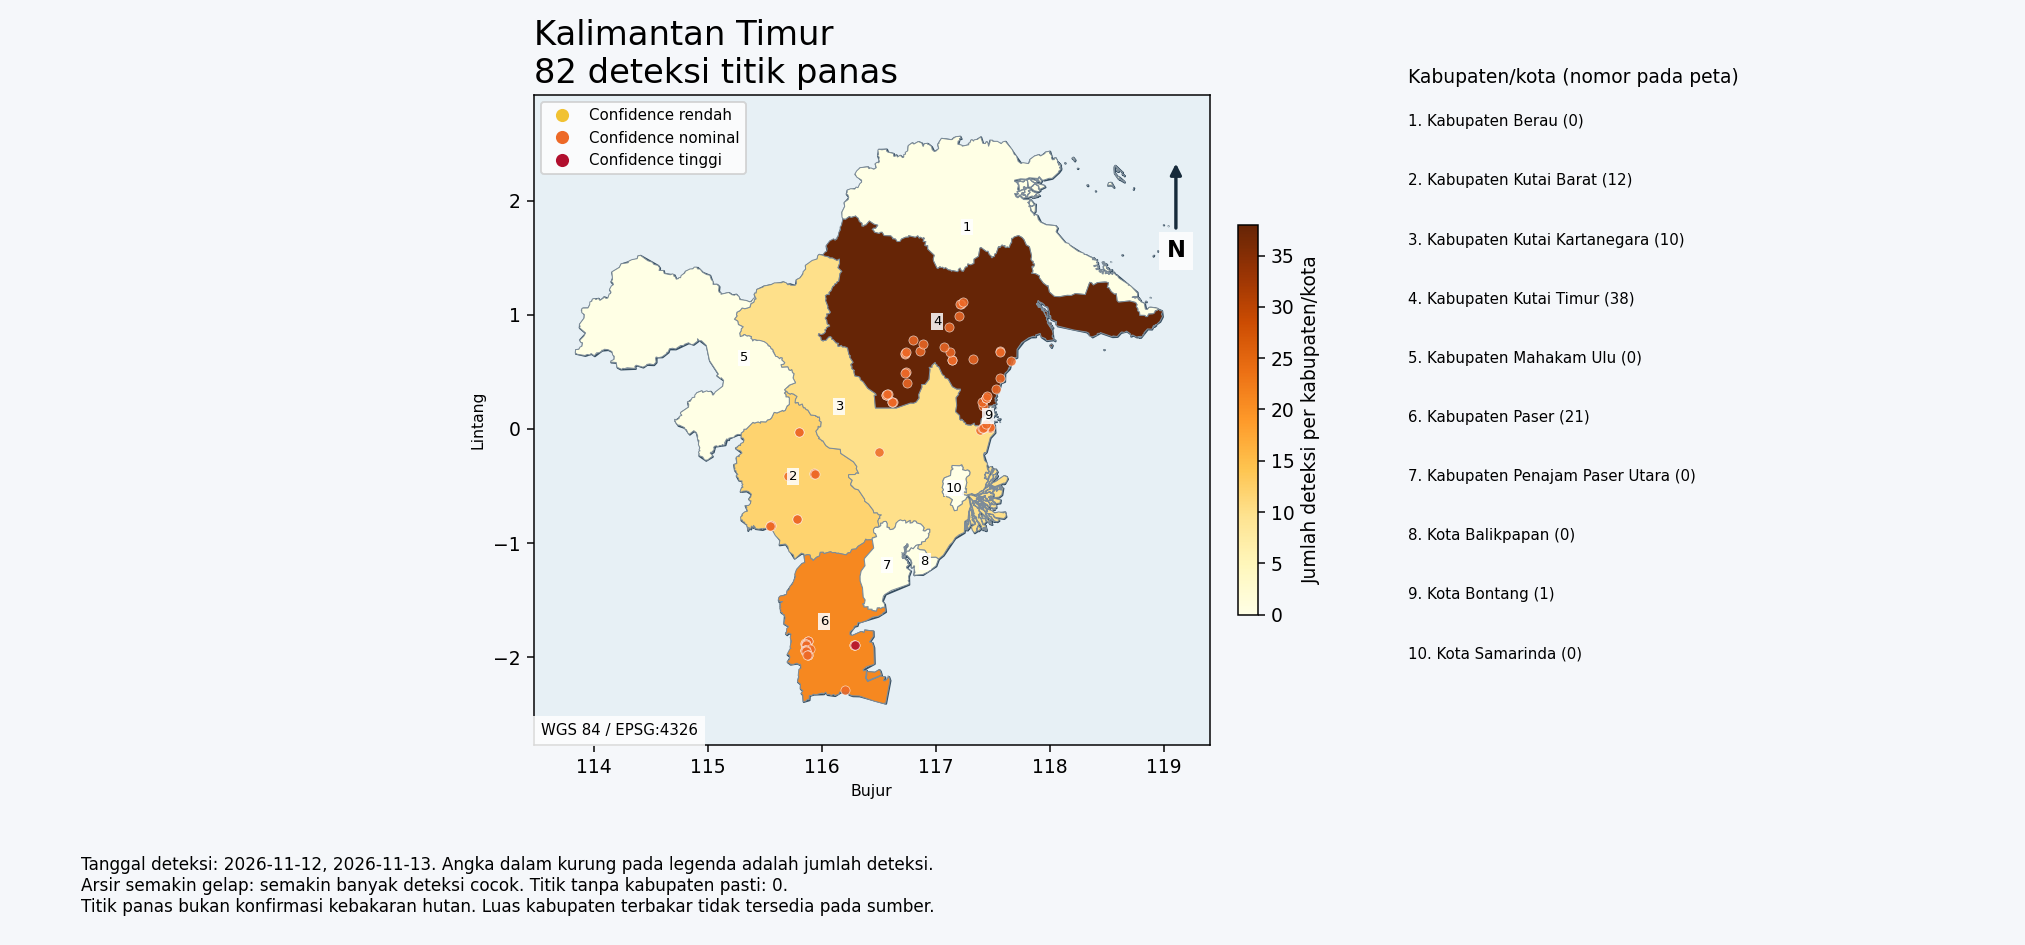 Kalimantan Timur
82 deteksi titik panas
Confidence rendah
Confidence nominal
Confidence tinggi
N
1
2
3
4
5
6
7
8
9
10
WGS 84 / EPSG:4326
2
1
0
−1
−2
Lintang
114
115
116
117
118
119
Bujur
35
30
25
20
15
10
5
0
Jumlah deteksi per kabupaten/kota
Kabupaten/kota (nomor pada peta)
1. Kabupaten Berau (0)
2. Kabupaten Kutai Barat (12)
3. Kabupaten Kutai Kartanegara (10)
4. Kabupaten Kutai Timur (38)
5. Kabupaten Mahakam Ulu (0)
6. Kabupaten Paser (21)
7. Kabupaten Penajam Paser Utara (0)
8. Kota Balikpapan (0)
9. Kota Bontang (1)
10. Kota Samarinda (0)
Tanggal deteksi: 2026-11-12, 2026-11-13. Angka dalam kurung pada legenda adalah jumlah deteksi.
Arsir semakin gelap: semakin banyak deteksi cocok. Titik tanpa kabupaten pasti: 0.
Titik panas bukan konfirmasi kebakaran hutan. Luas kabupaten terbakar tidak tersedia pada sumber.